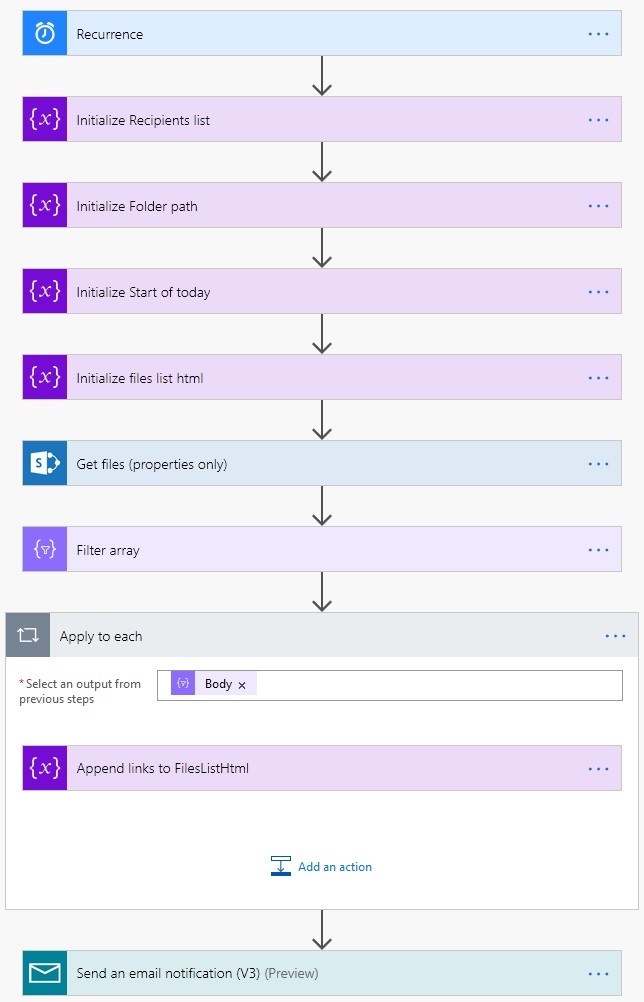 Recurrence
{x} Initialize Recipients list
{x} Initialize Folder path
{x} Initialize Start of today
{x} Initialize files list html
S Get files (properties only)
Filter array
Apply to each
*Select an output from
previous steps
Body ×
{x} Append links to FilesListHtml
Add an action
Send an email notification (V3) (Preview)